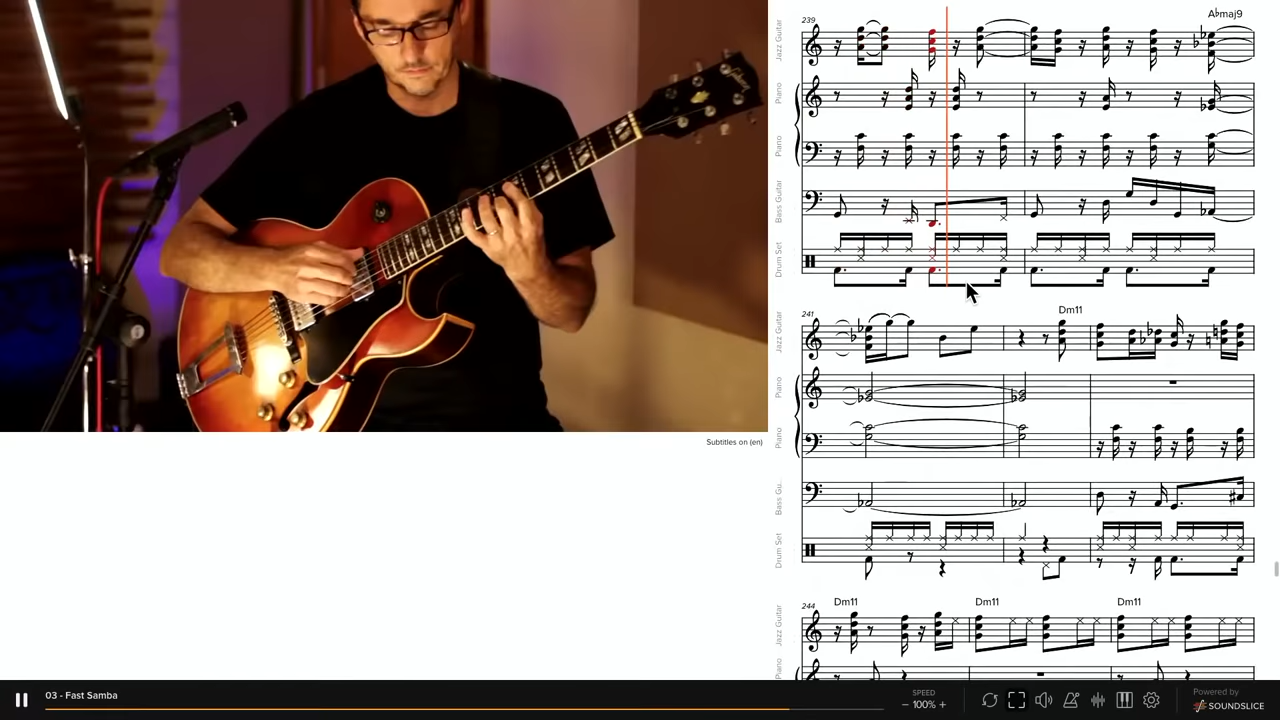 239
A♭maj9
Jazz Guitar
Piano
Piano
Bass Guitar
Drum Set
241
Dm11
Jazz Guitar
Piano
Piano
Bass Gu...
Drum Set
Subtitles on (en)
244
Dm11
Dm11
Dm11
Jazz Guitar
Piano
03 - Fast Samba
SPEED
− 100% +
Powered by
SOUNDSLICE